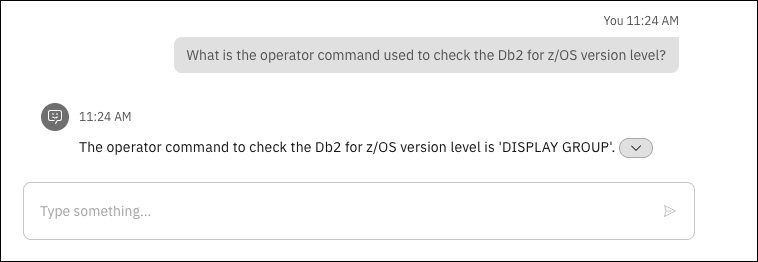 You 11:24 AM
What is the operator command used to check the Db2 for z/OS version level?
11:24 AM
The operator command to check the Db2 for z/OS version level is 'DISPLAY GROUP'.
Type something...